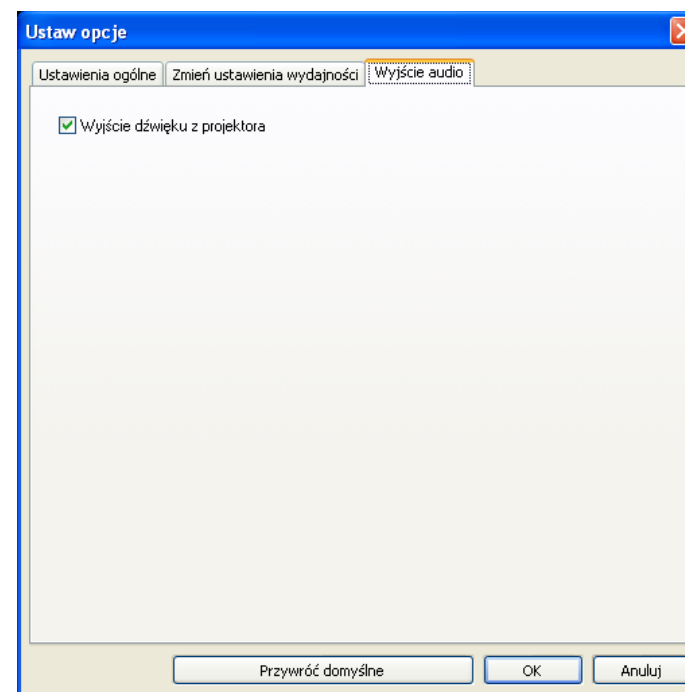 Ustaw opcje
Ustawienia ogólne Zmień ustawienia wydajności Wyjście audio
Wyjście dźwięku z projektora
Przywróć domyślne OK Anuluj